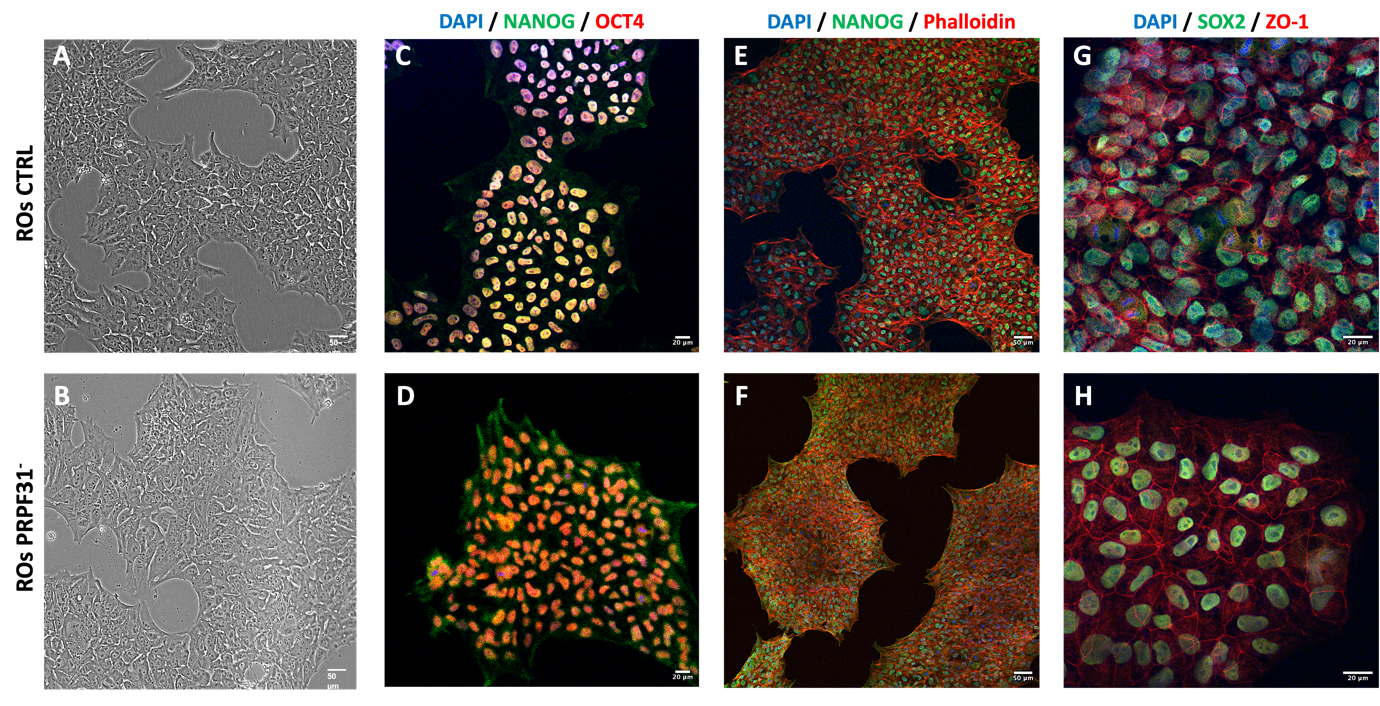 DAPI / NANOG / OCT4
DAPI / NANOG / Phalloidin
DAPI / SOX2 / ZO-1
ROs CTRL
A
50
C
20 µm
E
50 µm
G
20 µm
ROs PRPF31-
B
50
µm
D
20 µm
F
50 µm
H
20 µm